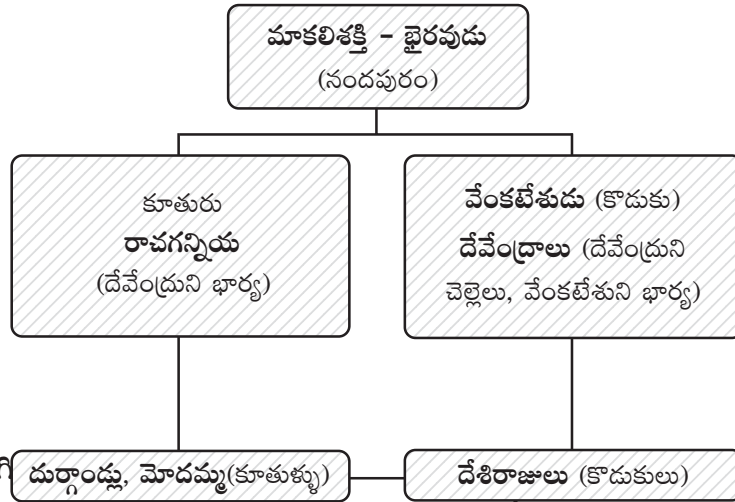 మాకలిశక్తి – భైరవుడు
(నందపురం)
కూతురు
రాచగన్నియ
(దేవేంద్రుని భార్య)
వేంకటేశుడు (కొడుకు)
దేవేంద్రాలు (దేవేంద్రుని
చెల్లెలు, వేంకటేశుని భార్య)
దుర్గాండ్లు, మోదమ్మ(కూతుళ్ళు)
దేశిరాజులు (కొడుకులు)